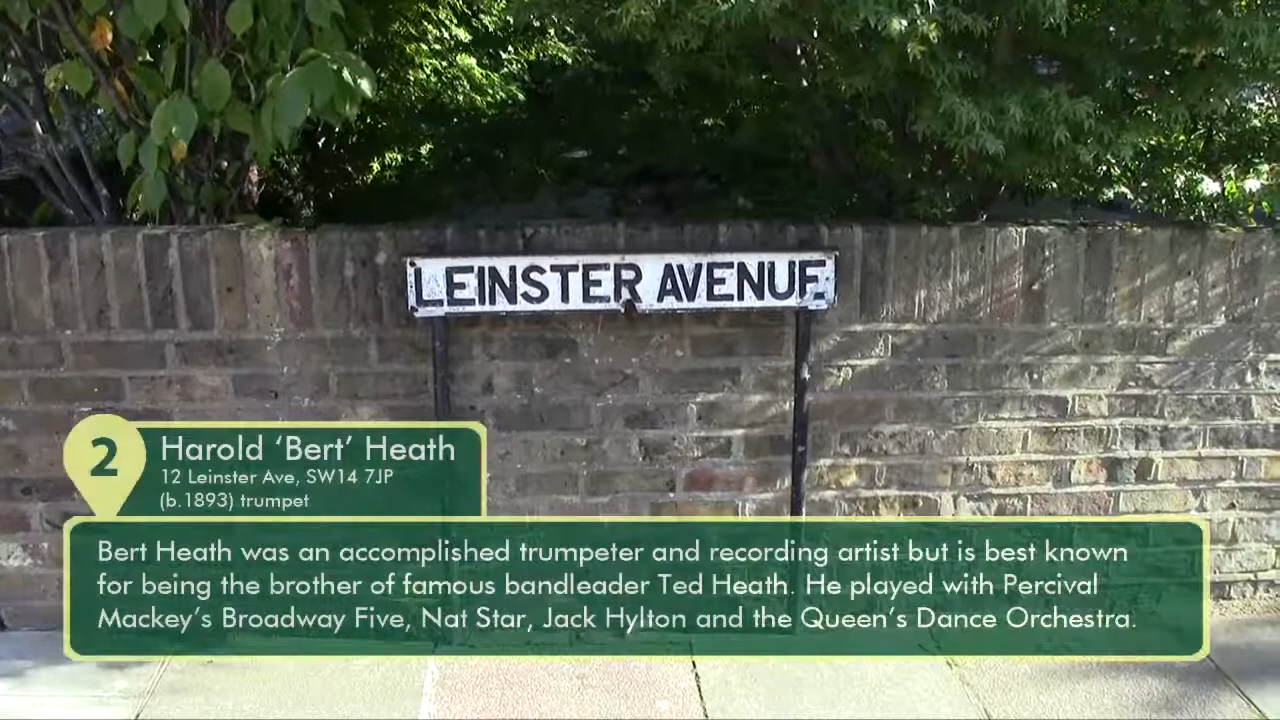 LEINSTER AVENUE
2
Harold ‘Bert’ Heath
12 Leinster Ave, SW14 7JP
(b.1893) trumpet
Bert Heath was an accomplished trumpeter and recording artist but is best known
for being the brother of famous bandleader Ted Heath. He played with Percival
Mackey’s Broadway Five, Nat Star, Jack Hylton and the Queen’s Dance Orchestra.